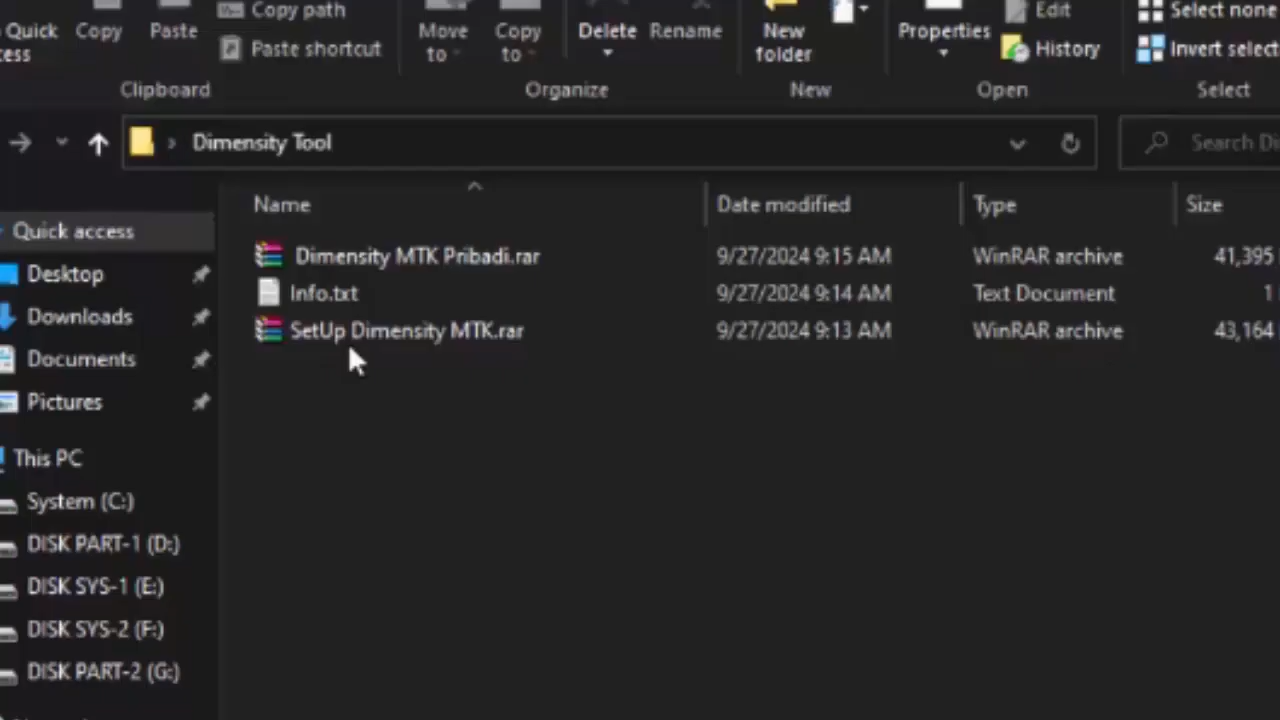 Quick Copy Paste Copy path Move Copy Delete Rename New Properties Edit Select none
Paste shortcut to to folder History Invert select
Clipboard Organize New Open Select
Dimensity Tool Search Di
Name Date modified Type Size
Quick access
Dimensity MTK Pribadi.rar 9/27/2024 9:15 AM WinRAR archive 41,395
Desktop
Info.txt 9/27/2024 9:14 AM Text Document 1
Downloads
SetUp Dimensity MTK.rar 9/27/2024 9:13 AM WinRAR archive 43,164
Documents
Pictures
This PC
System (C:)
DISK PART-1 (D:)
DISK SYS-1 (E:)
DISK SYS-2 (F:)
DISK PART-2 (G:)